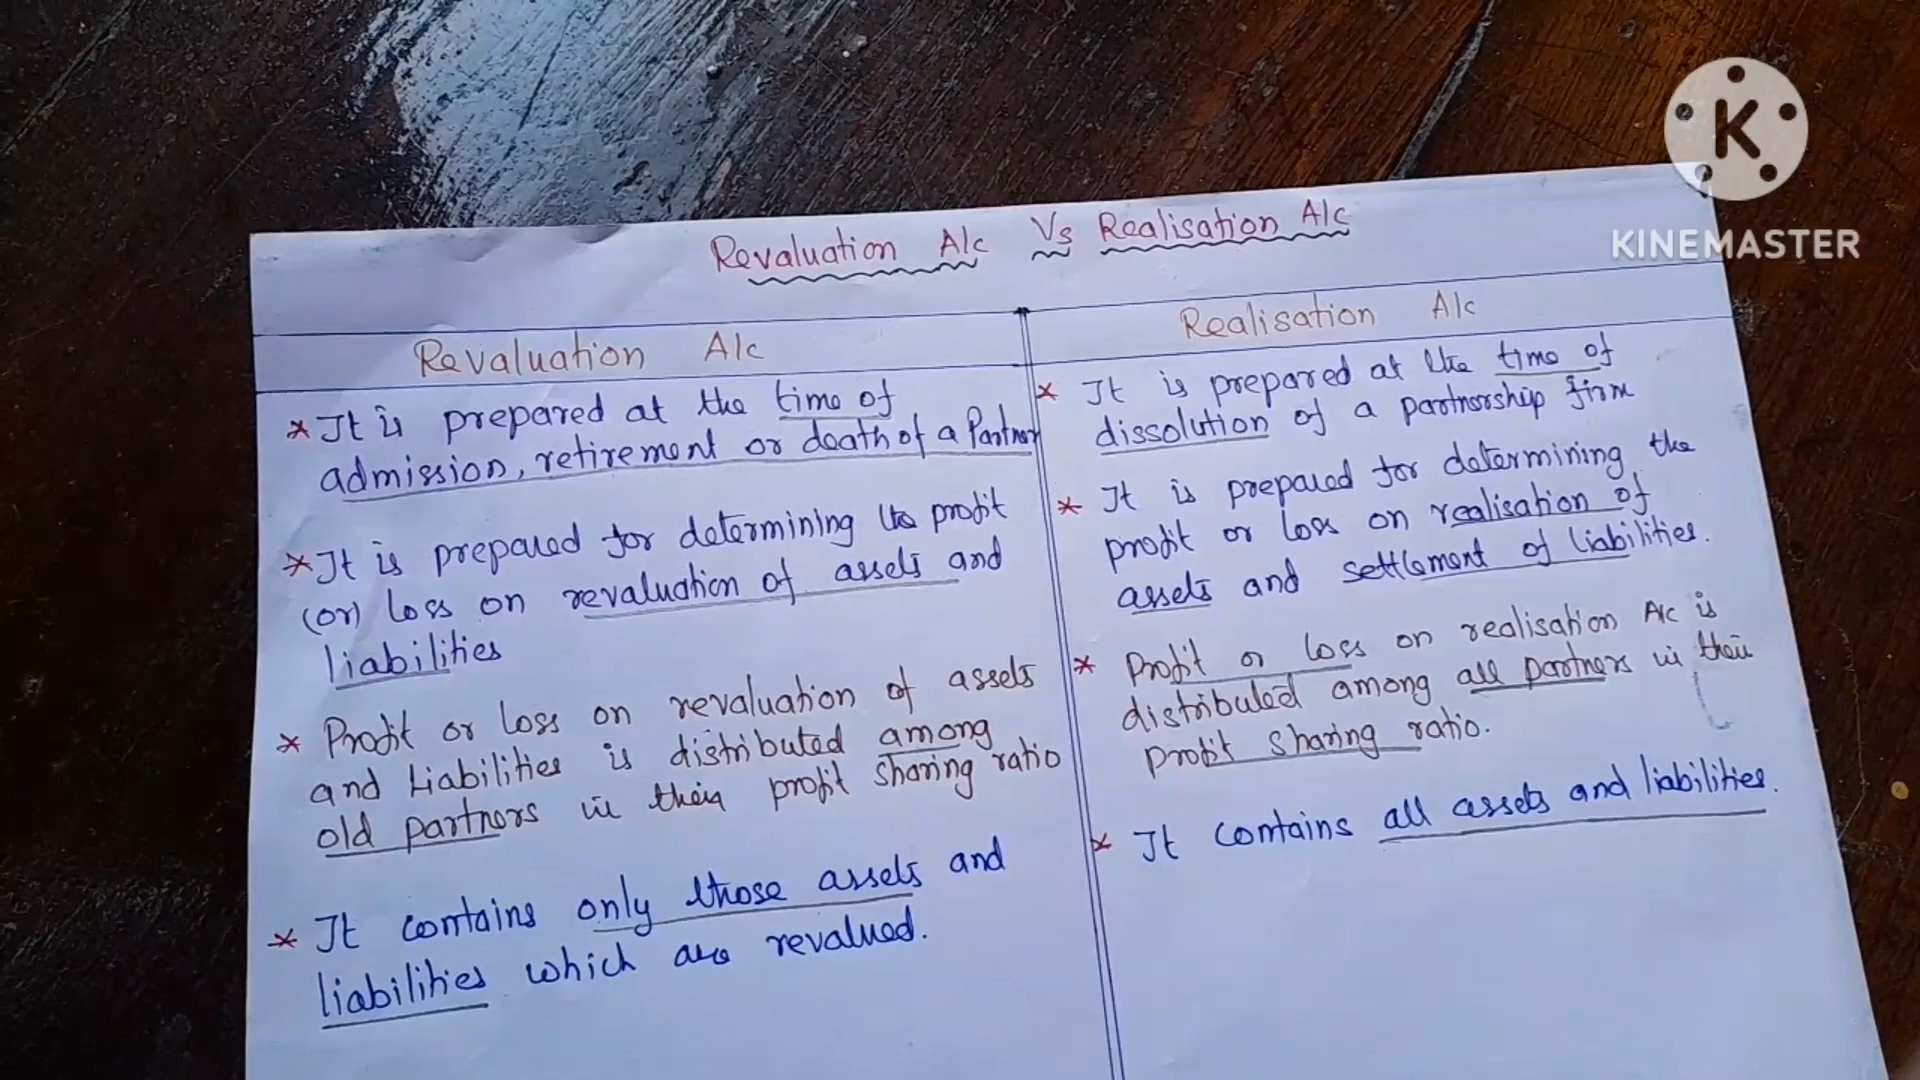 Revaluation A/c Vs Realisation A/c
KINEMASTER
Revaluation A/c
* It is prepared at the time of
admission, retirement or death of a Partner
* It is prepared for determining the profit
(or) loss on revaluation of assets and
liabilities
* Profit or loss on revaluation of assets
and Liabilities is distributed among
old partners in their profit sharing ratio
* It contains only those assets and
liabilities which are revalued.
Realisation A/c
* It is prepared at the time of
dissolution of a partnership firm
* It is prepared for determining the
profit or loss on realisation of
assets and settlement of liabilities.
* Profit or loss on realisation A/c is
distributed among all partners in their
profit sharing ratio.
* It contains all assets and liabilities.